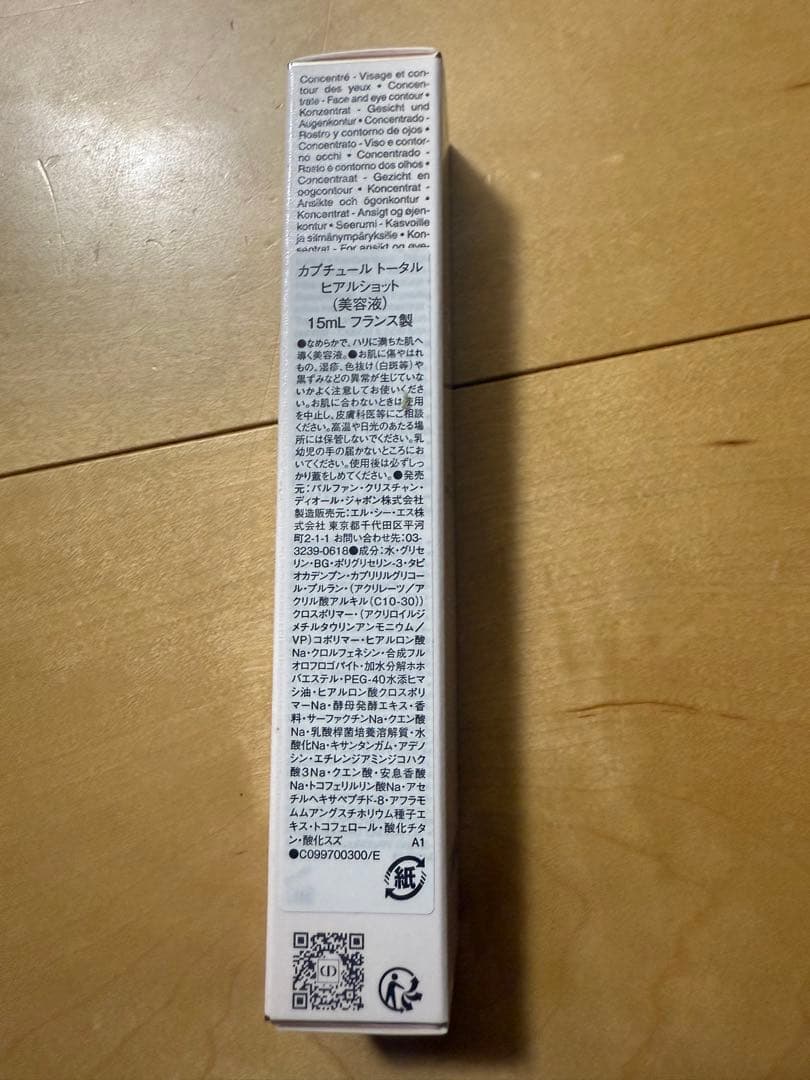 Concentré - Visage et con-
tour des yeux • Concen-
trate - Face and eye contour •
Konzentrat - Gesicht und
Augenkontur • Concentrado -
Rostro y contorno de ojos •
Concentrato - Viso e contor-
no occhi • Concentrado -
Rosto e contorno dos olhos •
Concentraat - Gezicht en
oogcontour • Koncentrat -
Ansikte och ögonkontur •
Koncentrat - Ansigt og øjen-
kontur • Seerumi - Kasvoille
ja silmänympäryksille • Kon-
sentrat - For ansikt og øye-
カプチュール トータル
ヒアルショット
（美容液）
15mL フランス製
●なめらかで、ハリに満ちた肌へ
導く美容液。●お肌に傷やはれ
もの、湿疹、色抜け（白斑等）や
黒ずみなどの異常が生じていな
いかよく注意してお使いくださ
い。お肌に合わないときは使用
を中止し、皮膚科医等にご相談
ください。高温や日光のあたる場
所には保管しないでください。乳
幼児の手の届かないところにお
いてください。使用後は必ずしっ
かり蓋をしめてください。●発売
元：パルファン・クリスチャン・
ディオール・ジャポン株式会社
製造販売元：エル・シー・エス株
式会社 東京都千代田区平河
町2-1-1 お問い合わせ先：03-
3239-0618●成分：水・グリセ
リン・BG・ポリグリセリン-3・タピ
オカデンプン・カプリリルグリコー
ル・プルラン・（アクリレーツ／ア
クリル酸アルキル（C10-30））
クロスポリマー・（アクリロイルジ
メチルタウリンアンモニウム／
VP）コポリマー・ヒアルロン酸
Na・クロルフェネシン・合成フル
オロフロゴパイト・加水分解ホホ
バエステル・PEG-40水添ヒマ
シ油・ヒアルロン酸クロスポリ
マーNa・酵母発酵エキス・香
料・サーファクチンNa・クエン酸
Na・乳酸桿菌培養溶解質・水
酸化Na・キサンタンガム・アデノ
シン・エチレンジアミンジコハク
酸3Na・クエン酸・安息香酸
Na・トコフェリルリン酸Na・アセ
チルヘキサペプチド-8・アフラモ
ムムアングスチホリウム種子エ
キス・トコフェロール・酸化チタ
ン・酸化スズ A1
●C099700300/E
紙
CD